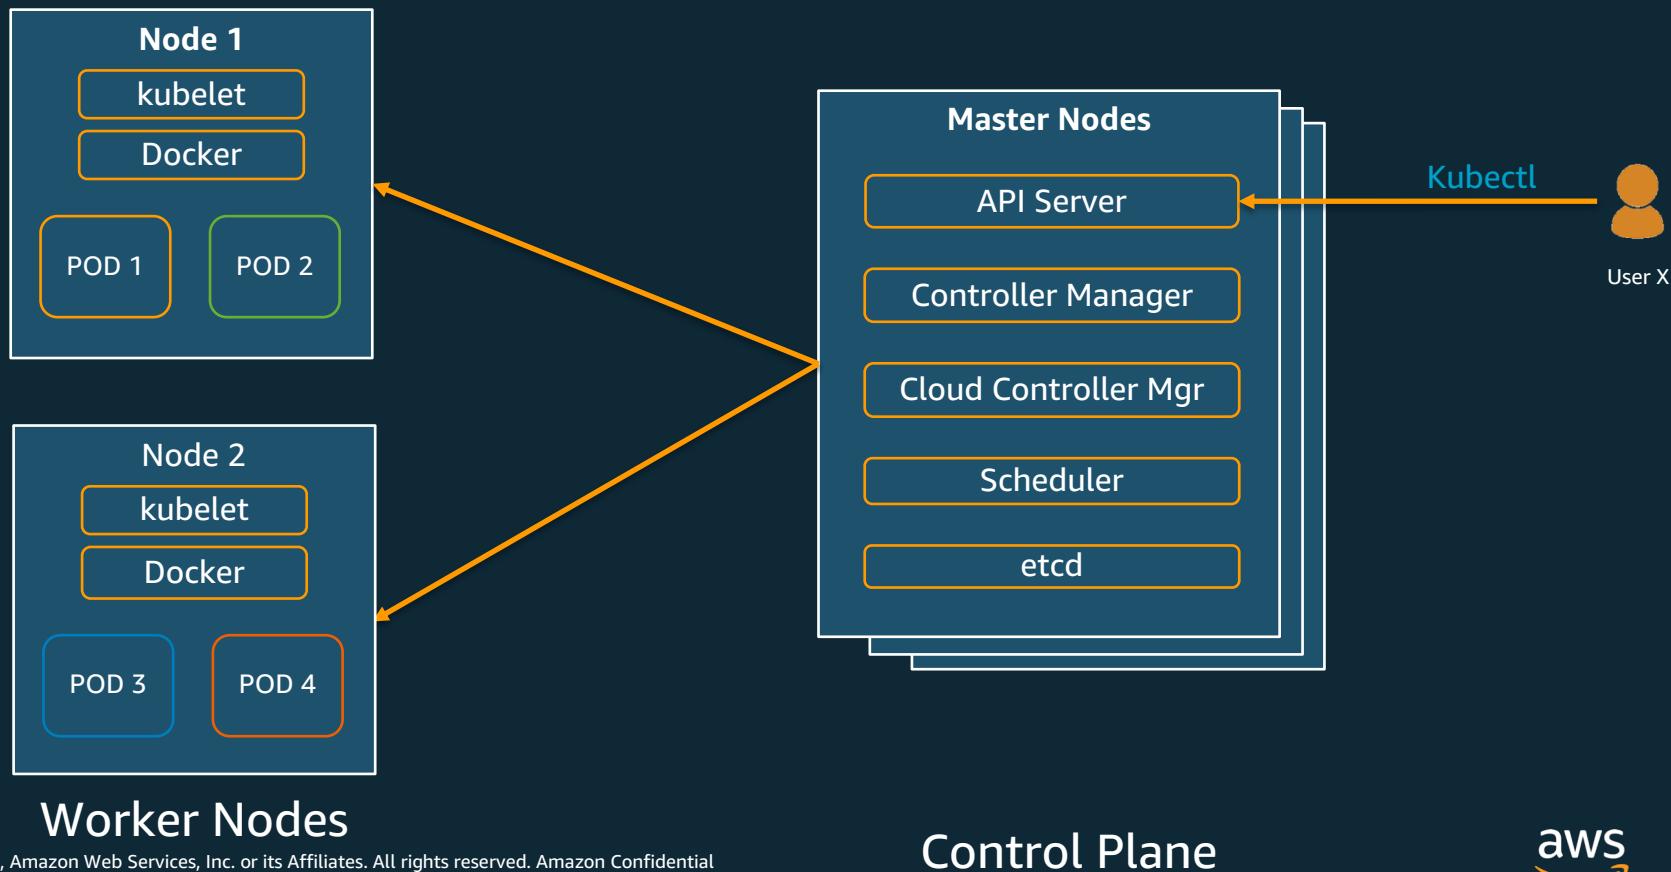 Node 1
kubelet
Docker
POD 1
POD 2
Node 2
kubelet
Docker
POD 3
POD 4
Worker Nodes
, Amazon Web Services, Inc. or its Affiliates. All rights reserved. Amazon Confidential
Master Nodes
API Server
Controller Manager
Cloud Controller Mgr
Scheduler
etcd
Control Plane
Kubectl
User X
aws